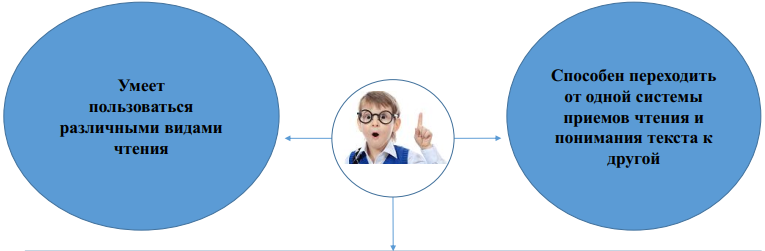 Умеет
пользоваться
различными видами
чтения
Способен переходить
от одной системы
приемов чтения и
понимания текста к
другой